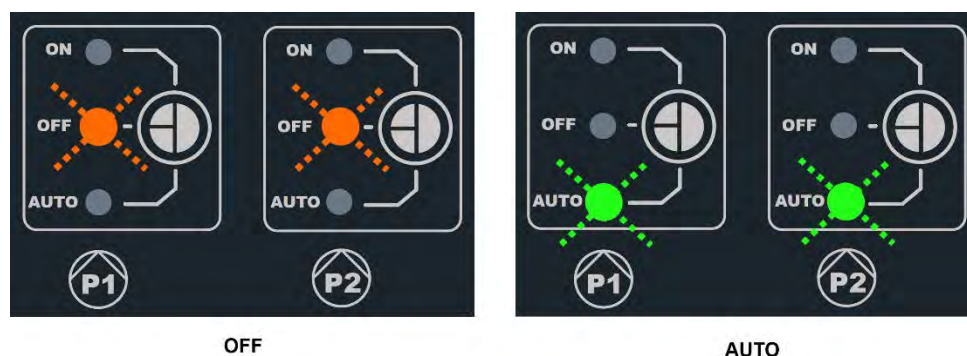 ON ON ON ON
OFF OFF OFF OFF
AUTO AUTO AUTO AUTO
P1 P2 P1 P2
OFF AUTO